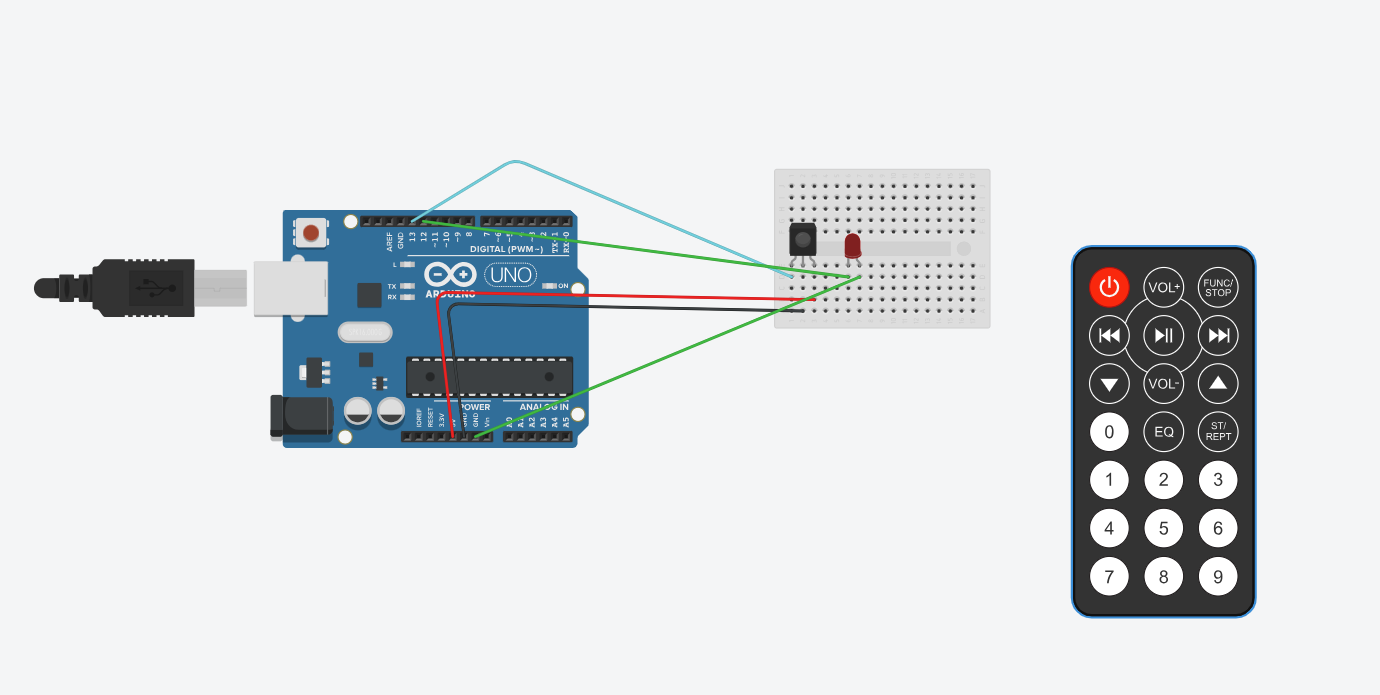 AREF
GND
13
12
~11
~10
~9
8
7
~6
~5
4
~3
2
TX→1
RX←0
DIGITAL (PWM~)
L
TX
RX
UNO
ON
ARDUINO
POWER
ANALOG IN
IOREF
RESET
3.3V
5V
GND
GND
Vin
A0
A1
A2
A3
A4
A5
VOL+
FUNC/
STOP
VOL-
0
EQ
ST/
REPT
1
2
3
4
5
6
7
8
9